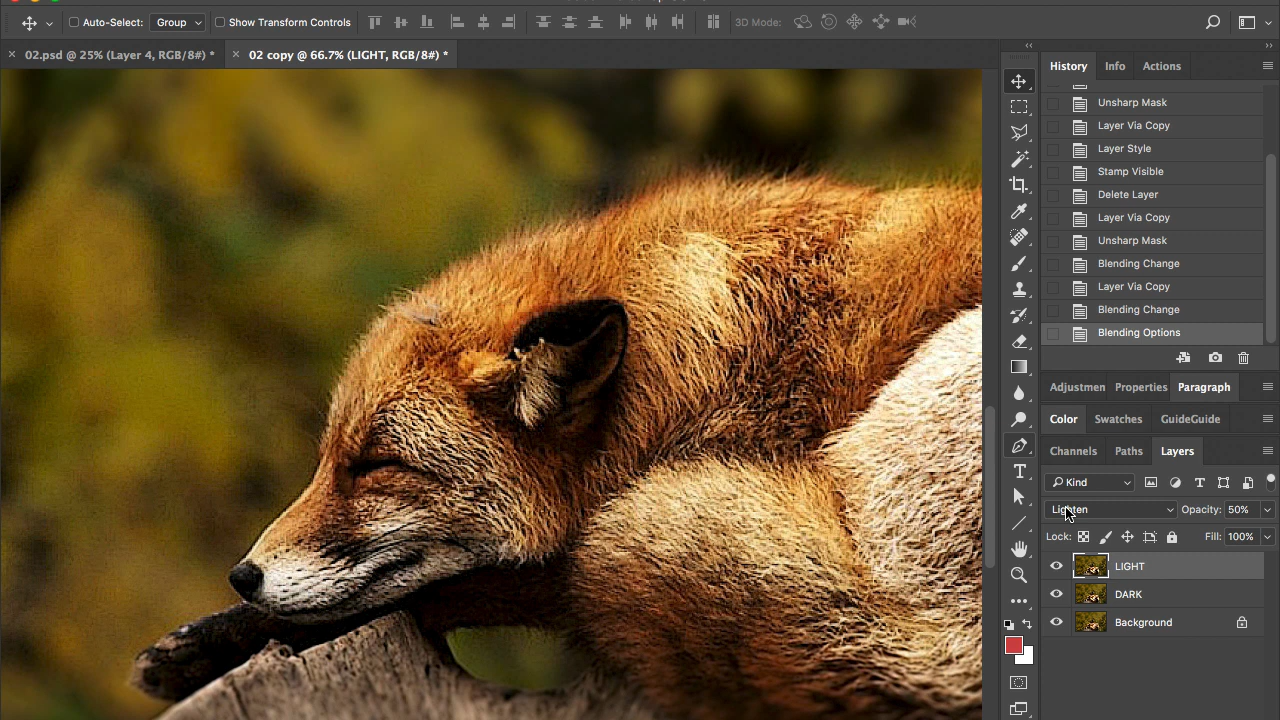 Auto-Select: Group Show Transform Controls 3D Mode:
× 02.psd @ 25% (Layer 4, RGB/8#) * × 02 copy @ 66.7% (LIGHT, RGB/8#) *
History Info Actions
Unsharp Mask
Layer Via Copy
Layer Style
Stamp Visible
Delete Layer
Layer Via Copy
Unsharp Mask
Blending Change
Layer Via Copy
Blending Change
Blending Options
Adjustmen Properties Paragraph
Color Swatches GuideGuide
Channels Paths Layers
Kind
Lighten Opacity: 50%
Lock: Fill: 100%
LIGHT
DARK
Background